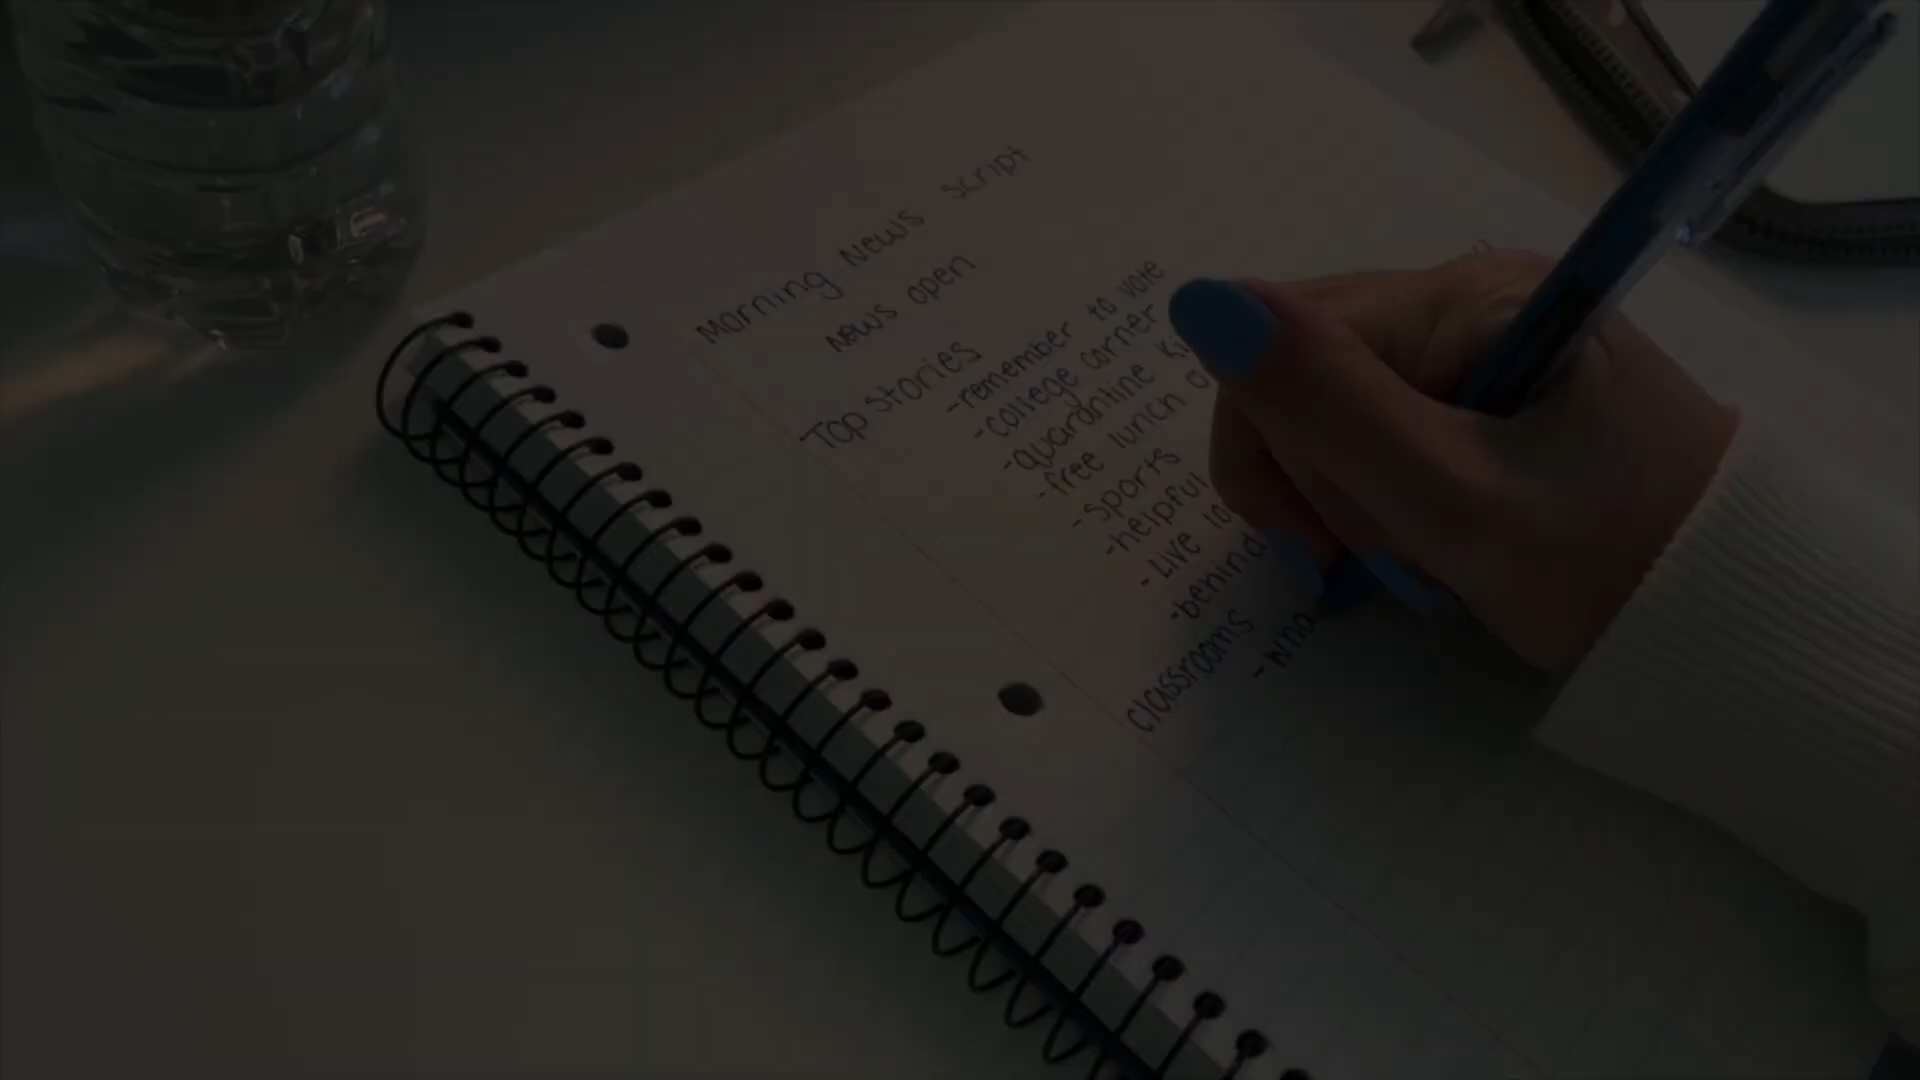 Morning News Script
News open
Top Stories
-remember to vote
-college corner
-quarantine
-free lunch
-sports
-helpful
-Live
-behind
Classrooms
-who